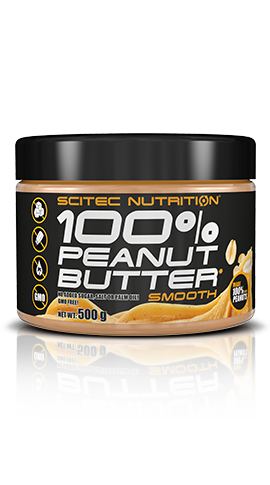 SCITEC NUTRITION®
100%
PEANUT
BUTTER*
SMOOTH
NO ADDED SUGAR, SALT OR PALM OIL!
GMO FREE!
NET WT. 500 g
100%
PEANUTS
GMO